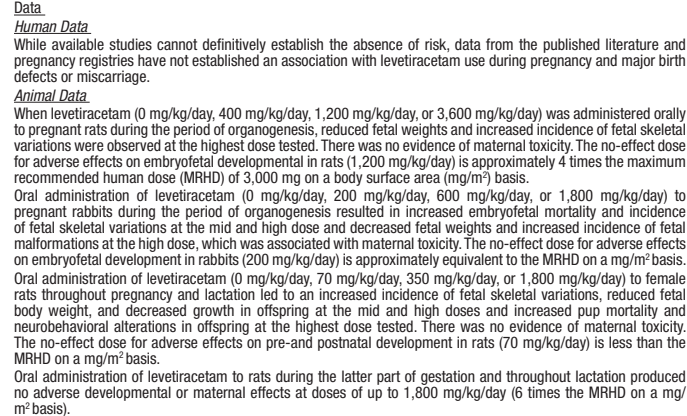 Data
Human Data
While available studies cannot definitively establish the absence of risk, data from the published literature and
pregnancy registries have not established an association with levetiracetam use during pregnancy and major birth
defects or miscarriage.
Animal Data
When levetiracetam (0 mg/kg/day, 400 mg/kg/day, 1,200 mg/kg/day, or 3,600 mg/kg/day) was administered orally
to pregnant rats during the period of organogenesis, reduced fetal weights and increased incidence of fetal skeletal
variations were observed at the highest dose tested. There was no evidence of maternal toxicity. The no-effect dose
for adverse effects on embryofetal developmental in rats (1,200 mg/kg/day) is approximately 4 times the maximum
recommended human dose (MRHD) of 3,000 mg on a body surface area (mg/m²) basis.
Oral administration of levetiracetam (0 mg/kg/day, 200 mg/kg/day, 600 mg/kg/day, or 1,800 mg/kg/day) to
pregnant rabbits during the period of organogenesis resulted in increased embryofetal mortality and incidence
of fetal skeletal variations at the mid and high dose and decreased fetal weights and increased incidence of fetal
malformations at the high dose, which was associated with maternal toxicity. The no-effect dose for adverse effects
on embryofetal development in rabbits (200 mg/kg/day) is approximately equivalent to the MRHD on a mg/m² basis.
Oral administration of levetiracetam (0 mg/kg/day, 70 mg/kg/day, 350 mg/kg/day, or 1,800 mg/kg/day) to female
rats throughout pregnancy and lactation led to an increased incidence of fetal skeletal variations, reduced fetal
body weight, and decreased growth in offspring at the mid and high doses and increased pup mortality and
neurobehavioral alterations in offspring at the highest dose tested. There was no evidence of maternal toxicity.
The no-effect dose for adverse effects on pre-and postnatal development in rats (70 mg/kg/day) is less than the
MRHD on a mg/m² basis.
Oral administration of levetiracetam to rats during the latter part of gestation and throughout lactation produced
no adverse developmental or maternal effects at doses of up to 1,800 mg/kg/day (6 times the MRHD on a mg/
m² basis).